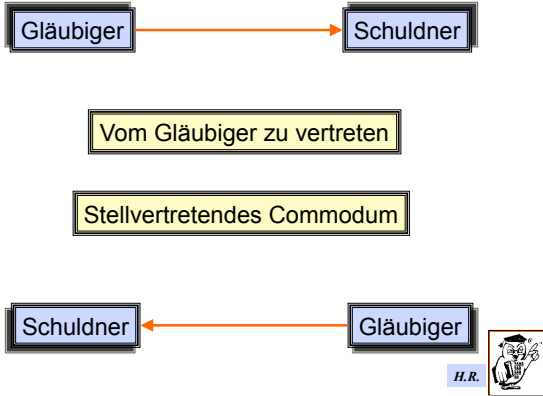 Gläubiger
Schuldner
Vom Gläubiger zu vertreten
Stellvertretendes Commodum
Schuldner
Gläubiger
H.R.